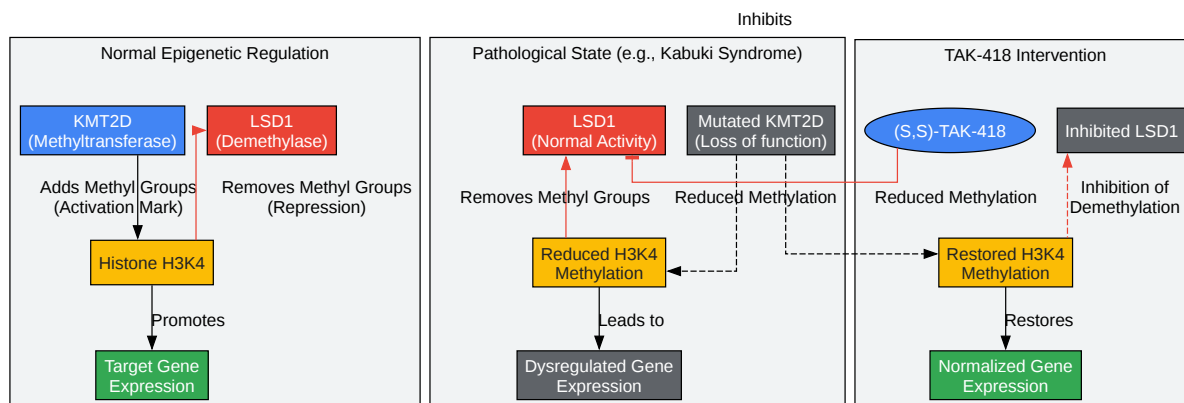 Inhibits
Normal Epigenetic Regulation
KMT2D
(Methyltransferase)
LSD1
(Demethylase)
Adds Methyl Groups
(Activation Mark)
Removes Methyl Groups
(Repression)
Histone H3K4
Promotes
Target Gene
Expression
Pathological State (e.g., Kabuki Syndrome)
LSD1
(Normal Activity)
Mutated KMT2D
(Loss of function)
Removes Methyl Groups
Reduced Methylation
Reduced H3K4
Methylation
Leads to
Dysregulated Gene
Expression
TAK-418 Intervention
(S,S)-TAK-418
Inhibited LSD1
Reduced Methylation
Inhibition of
Demethylation
Restored H3K4
Methylation
Restores
Normalized Gene
Expression